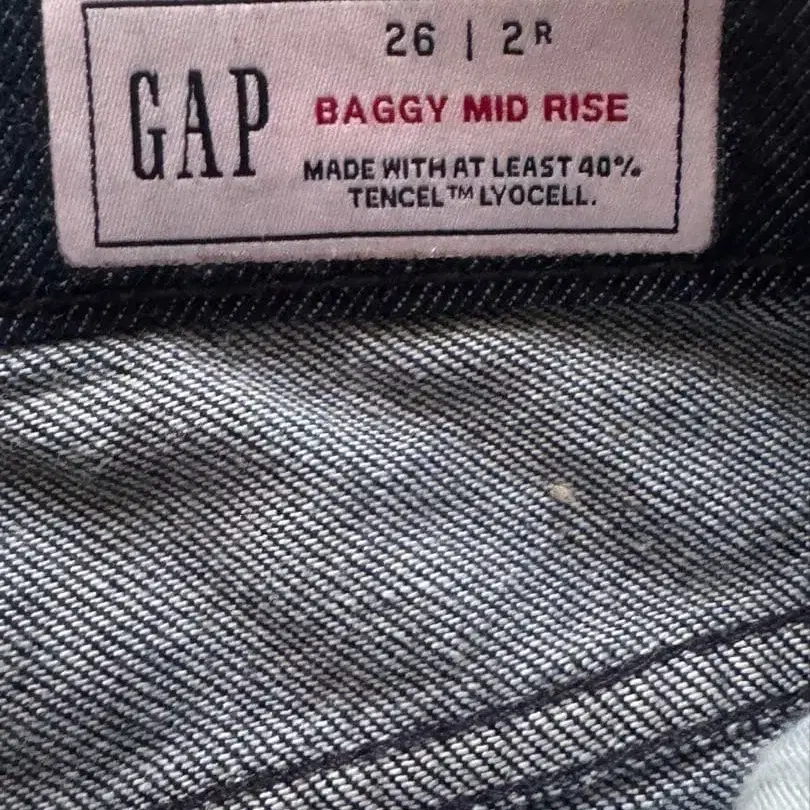 26 | 2R
GAP
BAGGY MID RISE
MADE WITH AT LEAST 40%
TENCEL™ LYOCELL.